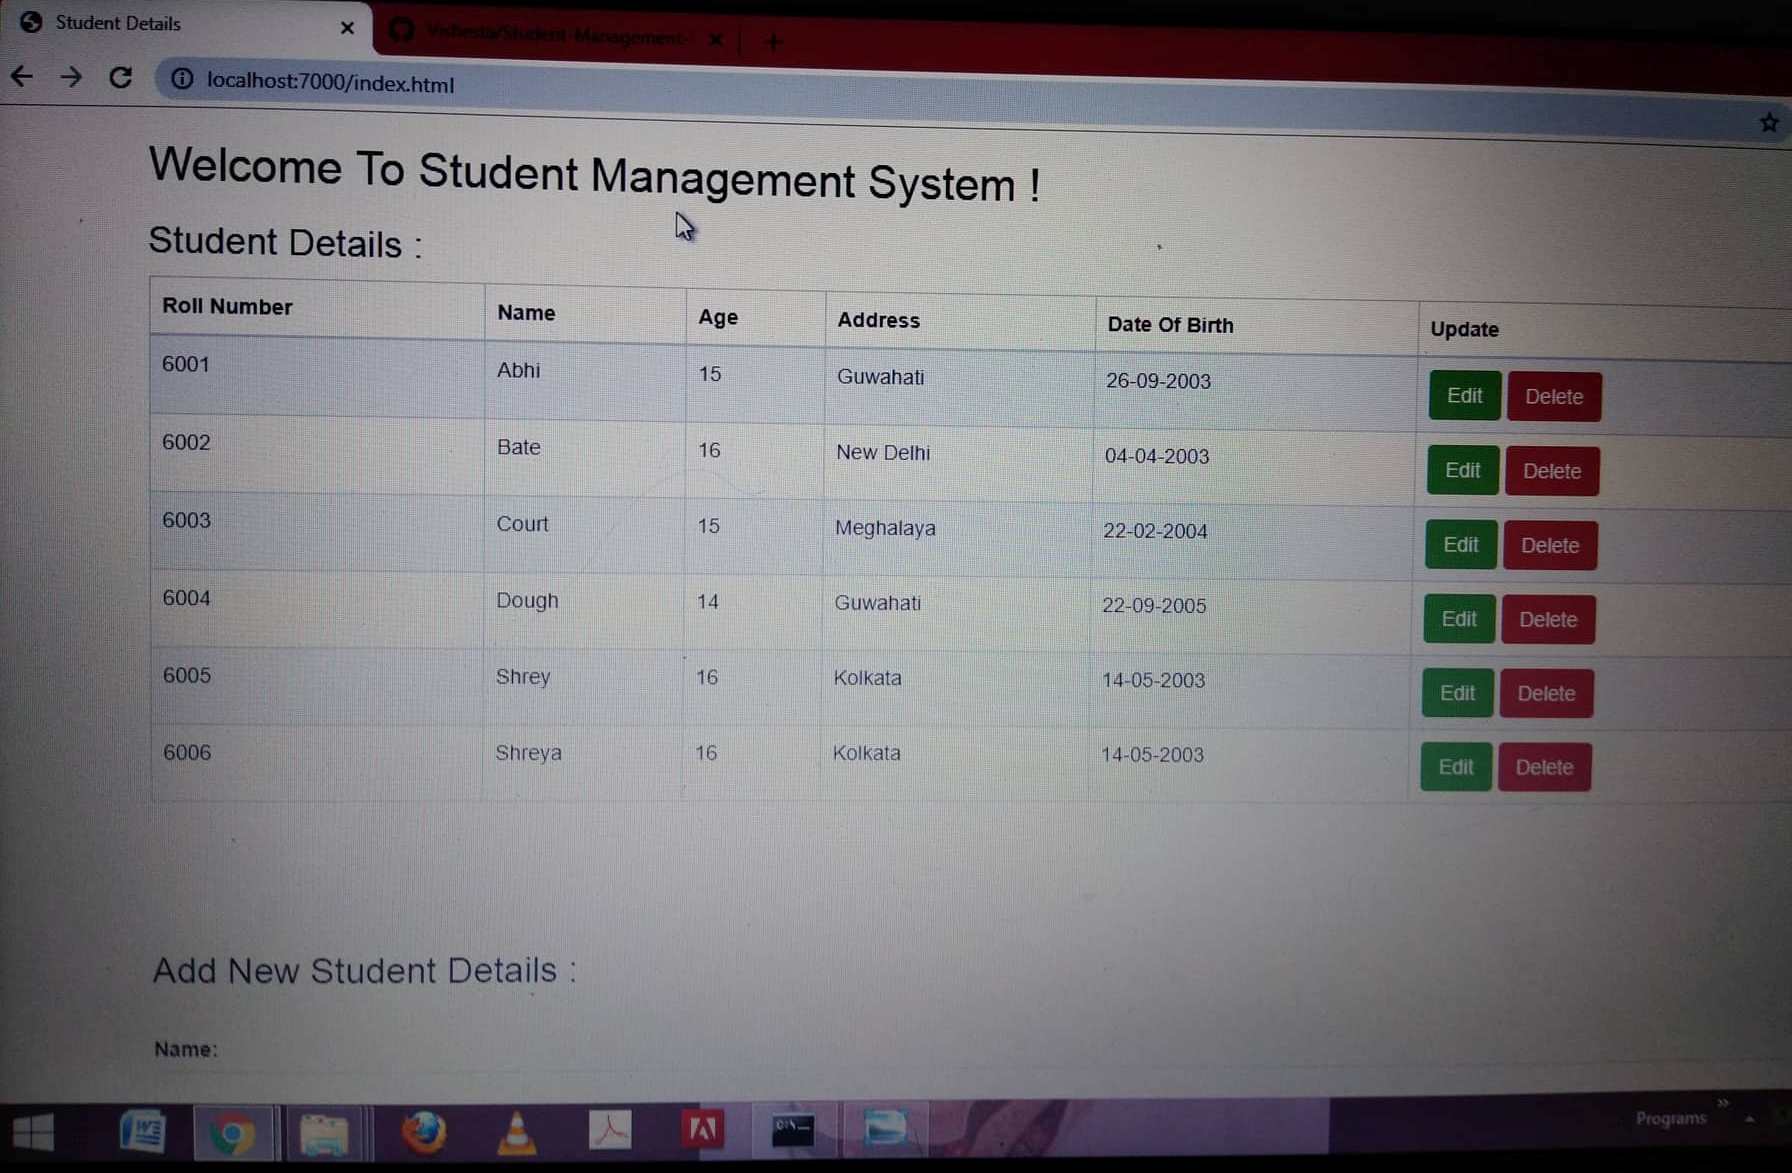 Student Details
Student-Management-
localhost:7000/index.html
Welcome To Student Management System !
Student Details :
Roll Number Name Age Address Date Of Birth Update
6001 Abhi 15 Guwahati 26-09-2003 Edit Delete
6002 Bate 16 New Delhi 04-04-2003 Edit Delete
6003 Court 15 Meghalaya 22-02-2004 Edit Delete
6004 Dough 14 Guwahati 22-09-2005 Edit Delete
6005 Shrey 16 Kolkata 14-05-2003 Edit Delete
6006 Shreya 16 Kolkata 14-05-2003 Edit Delete
Add New Student Details :
Name:
Programs